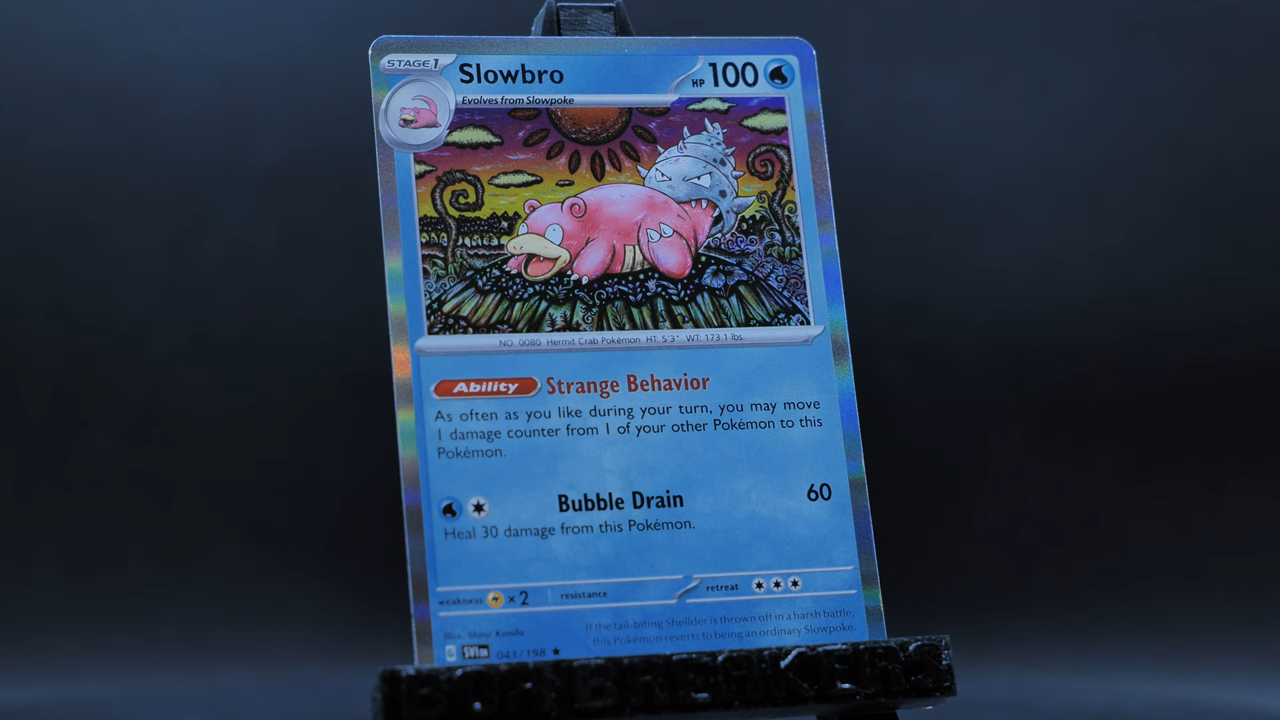 STAGE1
Slowbro
HP 100
Evolves from Slowpoke
NO. 0080 Hermit Crab Pokémon HT: 5'3" WT: 173.1 lbs.
Ability Strange Behavior
As often as you like during your turn, you may move
1 damage counter from 1 of your other Pokémon to this
Pokémon.
Bubble Drain 60
Heal 30 damage from this Pokémon.
weakness ×2 resistance retreat
Illus. Shinji Kanda
If the tail-biting Shellder is thrown off in a harsh battle,
this Pokémon reverts to being an ordinary Slowpoke.
G SVI EN 043/198 ★